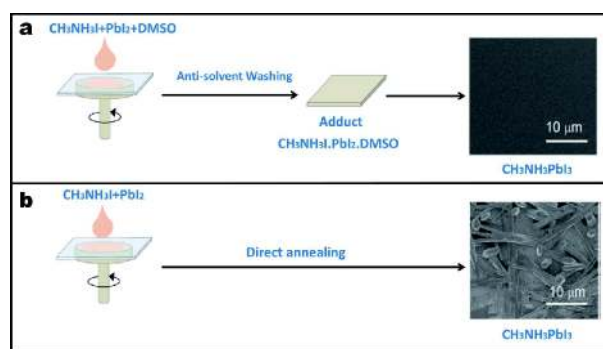 a
CH₃NH₃I+PbI₂+DMSO
Anti-solvent Washing
Adduct
CH₃NH₃I.PbI₂.DMSO
10 µm
CH₃NH₃PbI₃
b
CH₃NH₃I+PbI₂
Direct annealing
10 µm
CH₃NH₃PbI₃